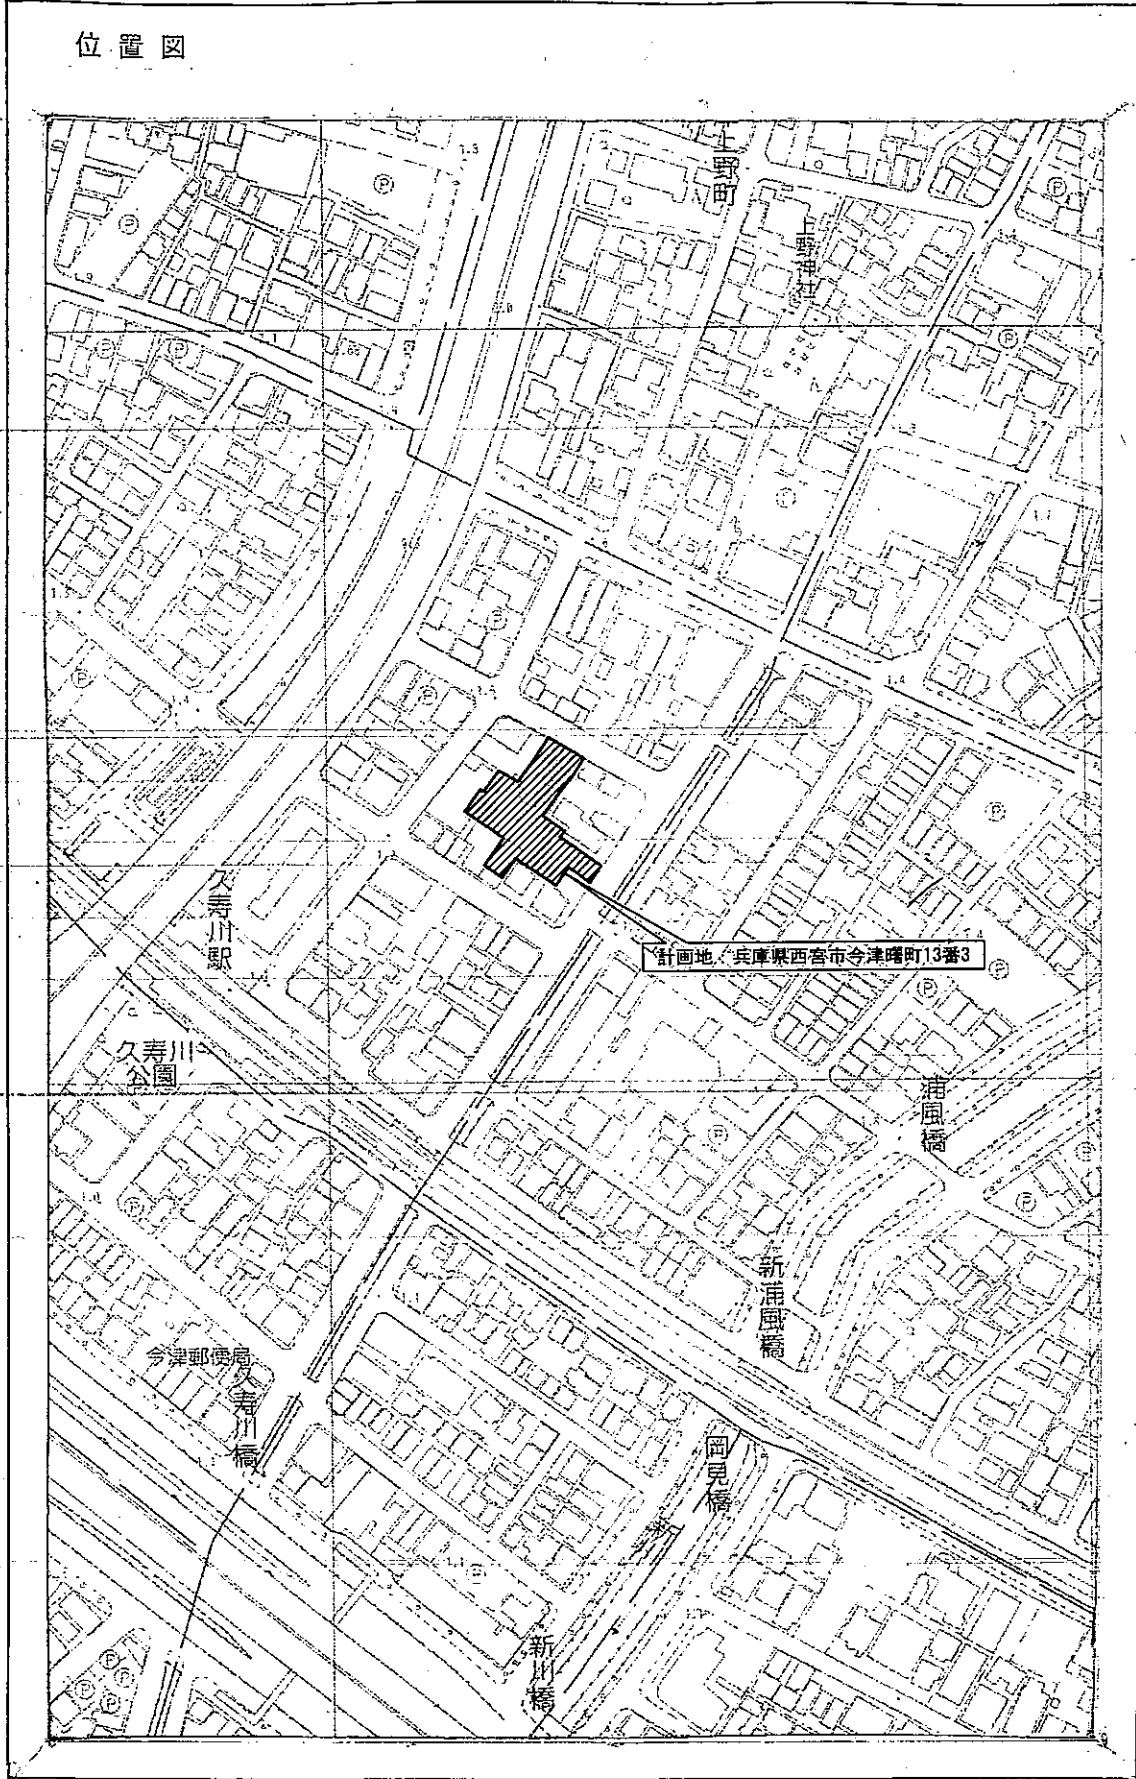 位置図
上野町
上野神社
計画地：兵庫県西宮市今津曙町13番3
久寿川駅
久寿川
公園
浦風橋
新浦風橋
今津郵便局
久寿川橋
岡見橋
新川橋